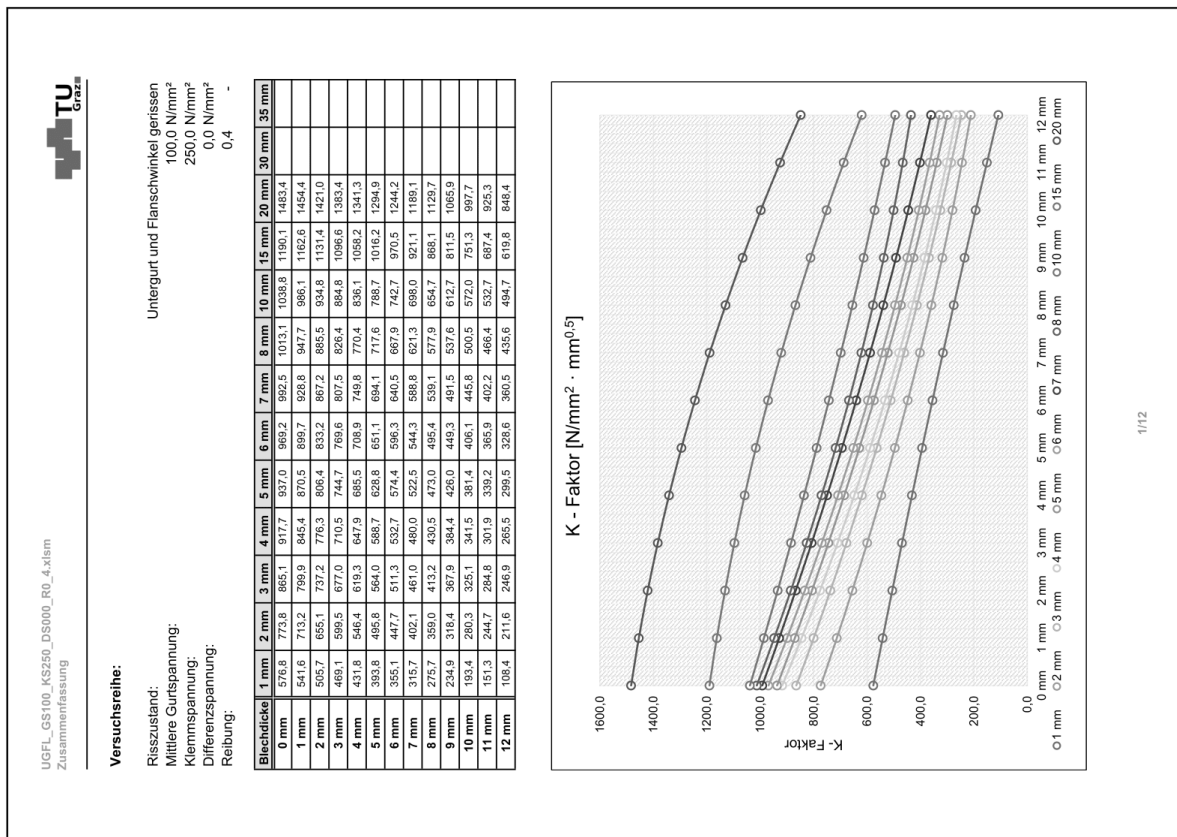 UGFL_GS100_KS250_DS000_R0_4.xlsm
Zusammenfassung
TU
Graz
Versuchsreihe:
Risszustand: Untergurt und Flanschwinkel gerissen
Mittlere Gurtspannung: 100,0 N/mm²
Klemmspannung: 250,0 N/mm²
Differenzspannung: 0,0 N/mm²
Reibung: 0,4 -
Blechdicke 1 mm 2 mm 3 mm 4 mm 5 mm 6 mm 7 mm 8 mm 10 mm 15 mm 20 mm 30 mm 35 mm
0 mm 576,8 773,8 865,1 917,7 937,0 969,2 992,5 1013,1 1038,8 1190,1 1483,4
1 mm 541,6 713,2 799,9 845,4 870,5 899,7 928,8 947,7 986,1 1162,6 1454,4
2 mm 505,7 655,1 737,2 776,3 806,4 833,2 867,2 885,5 934,8 1131,4 1421,0
3 mm 469,1 599,5 677,0 710,5 744,7 769,6 807,5 826,4 884,8 1096,6 1383,4
4 mm 431,8 546,4 619,3 647,9 685,5 708,9 749,8 770,4 836,1 1058,2 1341,3
5 mm 393,8 495,8 564,0 588,7 628,8 651,1 694,1 717,6 788,7 1016,2 1294,9
6 mm 355,1 447,7 511,3 532,7 574,4 596,3 640,5 667,9 742,7 970,5 1244,2
7 mm 315,7 402,1 461,0 480,0 522,5 544,3 588,8 621,3 698,0 921,1 1189,1
8 mm 275,7 359,0 413,2 430,5 473,0 495,4 539,1 577,9 654,7 868,1 1129,7
9 mm 234,9 318,4 367,9 384,4 426,0 449,3 491,5 537,6 612,7 811,5 1065,9
10 mm 193,4 280,3 325,1 341,5 381,4 406,1 445,8 500,5 572,0 751,3 997,7
11 mm 151,3 244,7 284,8 301,9 339,2 365,9 402,2 466,4 532,7 687,4 925,3
12 mm 108,4 211,6 246,9 265,5 299,5 328,6 360,5 435,6 494,7 619,8 848,4
K - Faktor [N/mm² · mm⁰,⁵]
K - Faktor
1600,0
1400,0
1200,0
1000,0
800,0
600,0
400,0
200,0
0,0
0 mm 1 mm 2 mm 3 mm 4 mm 5 mm 6 mm 7 mm 8 mm 9 mm 10 mm 11 mm 12 mm
1 mm 2 mm 3 mm 4 mm 5 mm 6 mm 7 mm 8 mm 10 mm 15 mm 20 mm
1/12